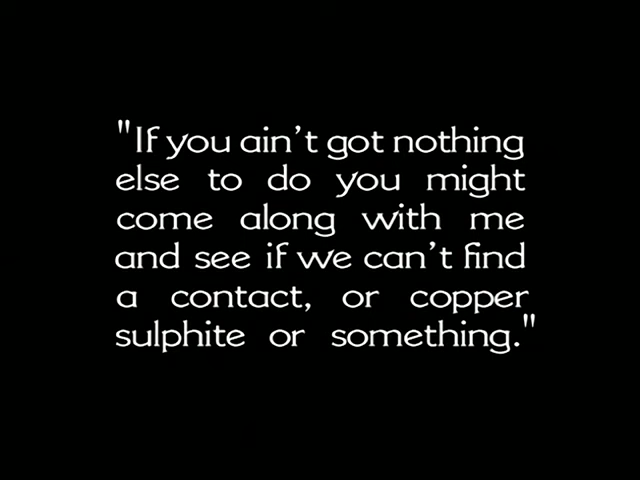 "If you ain't got nothing
else to do you might
come along with me
and see if we can't find
a contact, or copper
sulphite or something."